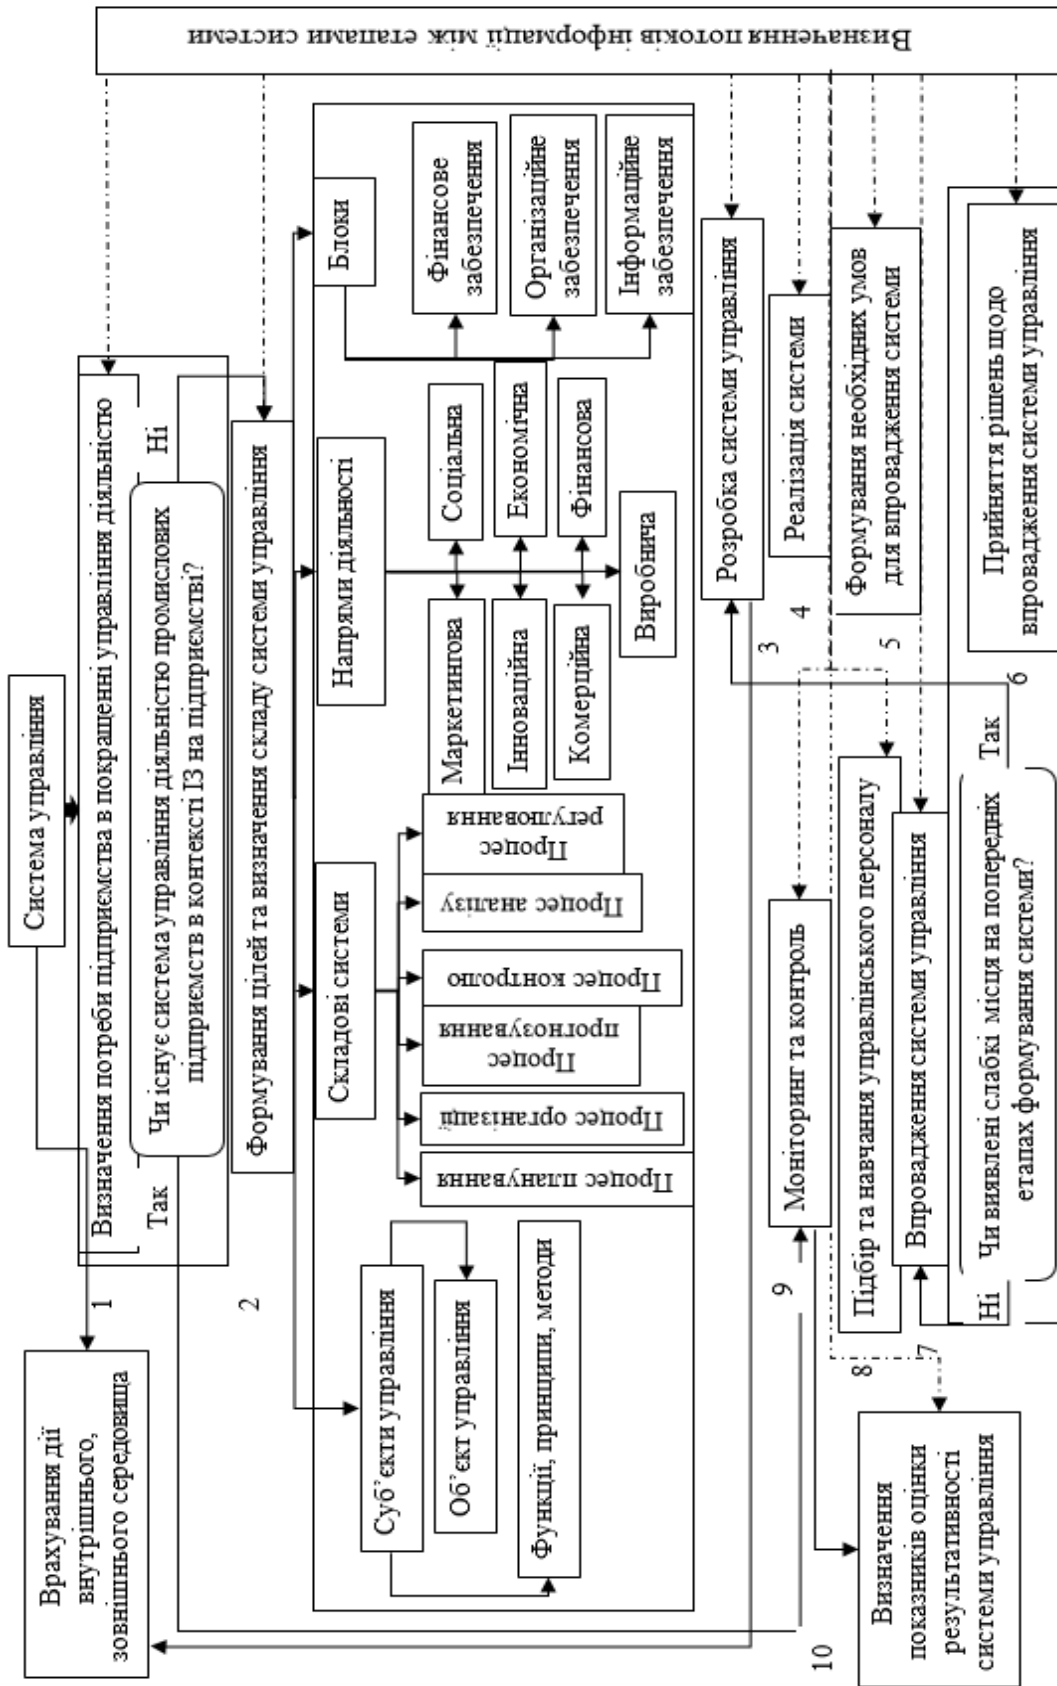 Система управління
Врахування дії
внутрішнього,
зовнішнього середовища
1
Визначення потреби підприємства в покращенні управління діяльністю
Так
Чи існує система управління діяльністю промислових
підприємств в контексті ІЗ на підприємстві?
Ні
2
Формування цілей та визначення складу системи управління
Суб’єкти управління
Об’єкт управління
Функції, принципи, методи
Складові системи
Процес планування
Процес організації
Процес
прогнозування
Процес контролю
Процес аналізу
Процес
регулювання
Напрями діяльності
Маркетингова
Соціальна
Інноваційна
Економічна
Комерційна
Фінансова
Виробнича
Блоки
Фінансове
забезпечення
Організаційне
забезпечення
Інформаційне
забезпечення
3
Розробка системи управління
9
Моніторинг та контроль
4
Реалізація системи
10
Визначення
показників оцінки
результативності
системи управління
8
Підбір та навчання управлінського персоналу
5
Формування необхідних умов
для впровадження системи
7
Впровадження системи управління
Ні
Чи виявлені слабкі місця на попередніх
етапах формування системи?
Так
6
Прийняття рішень щодо
впровадження системи управління
Визначення потоків інформації між етапами системи